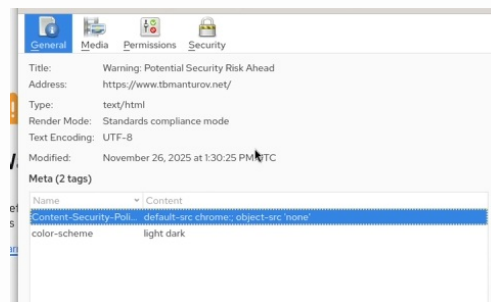 General Media Permissions Security
Title: Warning: Potential Security Risk Ahead
Address: https://www.tbmanturov.net/
Type: text/html
Render Mode: Standards compliance mode
Text Encoding: UTF-8
Modified: November 26, 2025 at 1:30:25 PM UTC
Meta (2 tags)
Name Content
Content-Security-Poli... default-src chrome:; object-src 'none'
color-scheme light dark